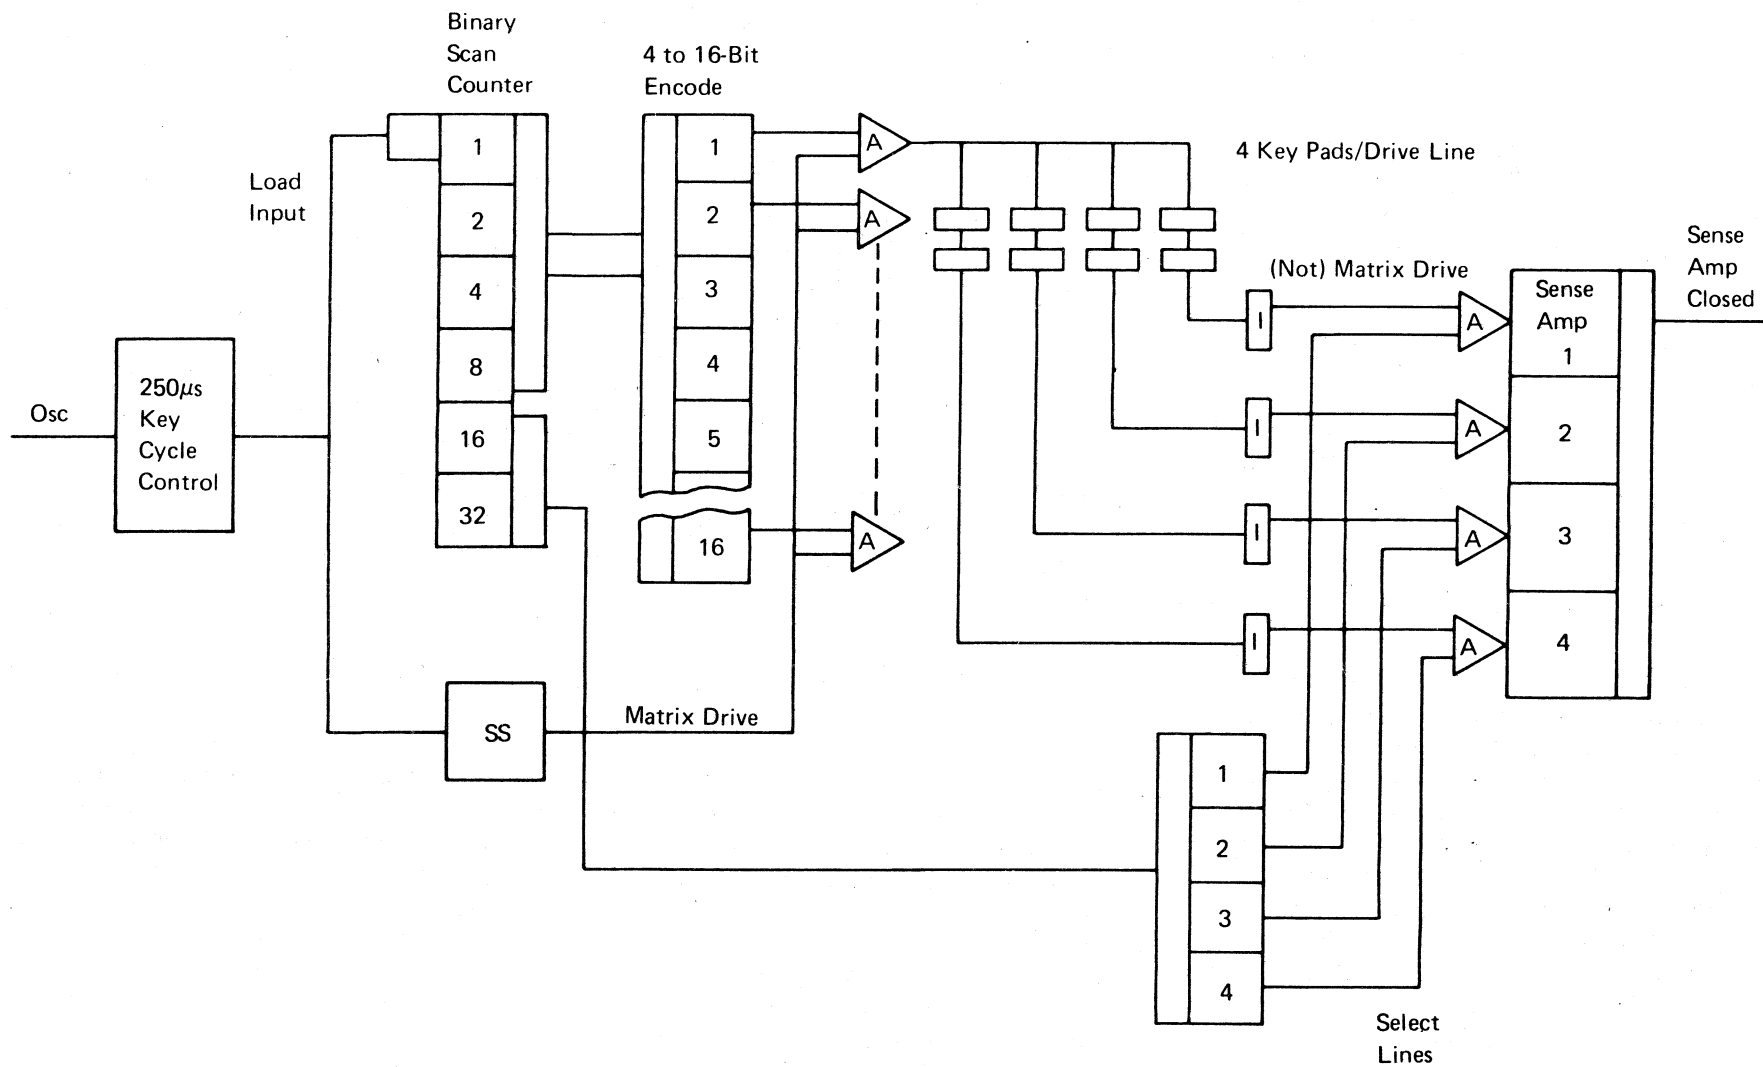 Binary
Scan
Counter
4 to 16-Bit
Encode
Load
Input
1
2
4
8
16
32
1
2
3
4
5
16
A
A
A
4 Key Pads/Drive Line
(Not) Matrix Drive
Sense
Amp
Closed
Osc
250μs
Key
Cycle
Control
I
I
I
I
A
A
A
A
Sense
Amp
1
2
3
4
SS
Matrix Drive
1
2
3
4
Select
Lines